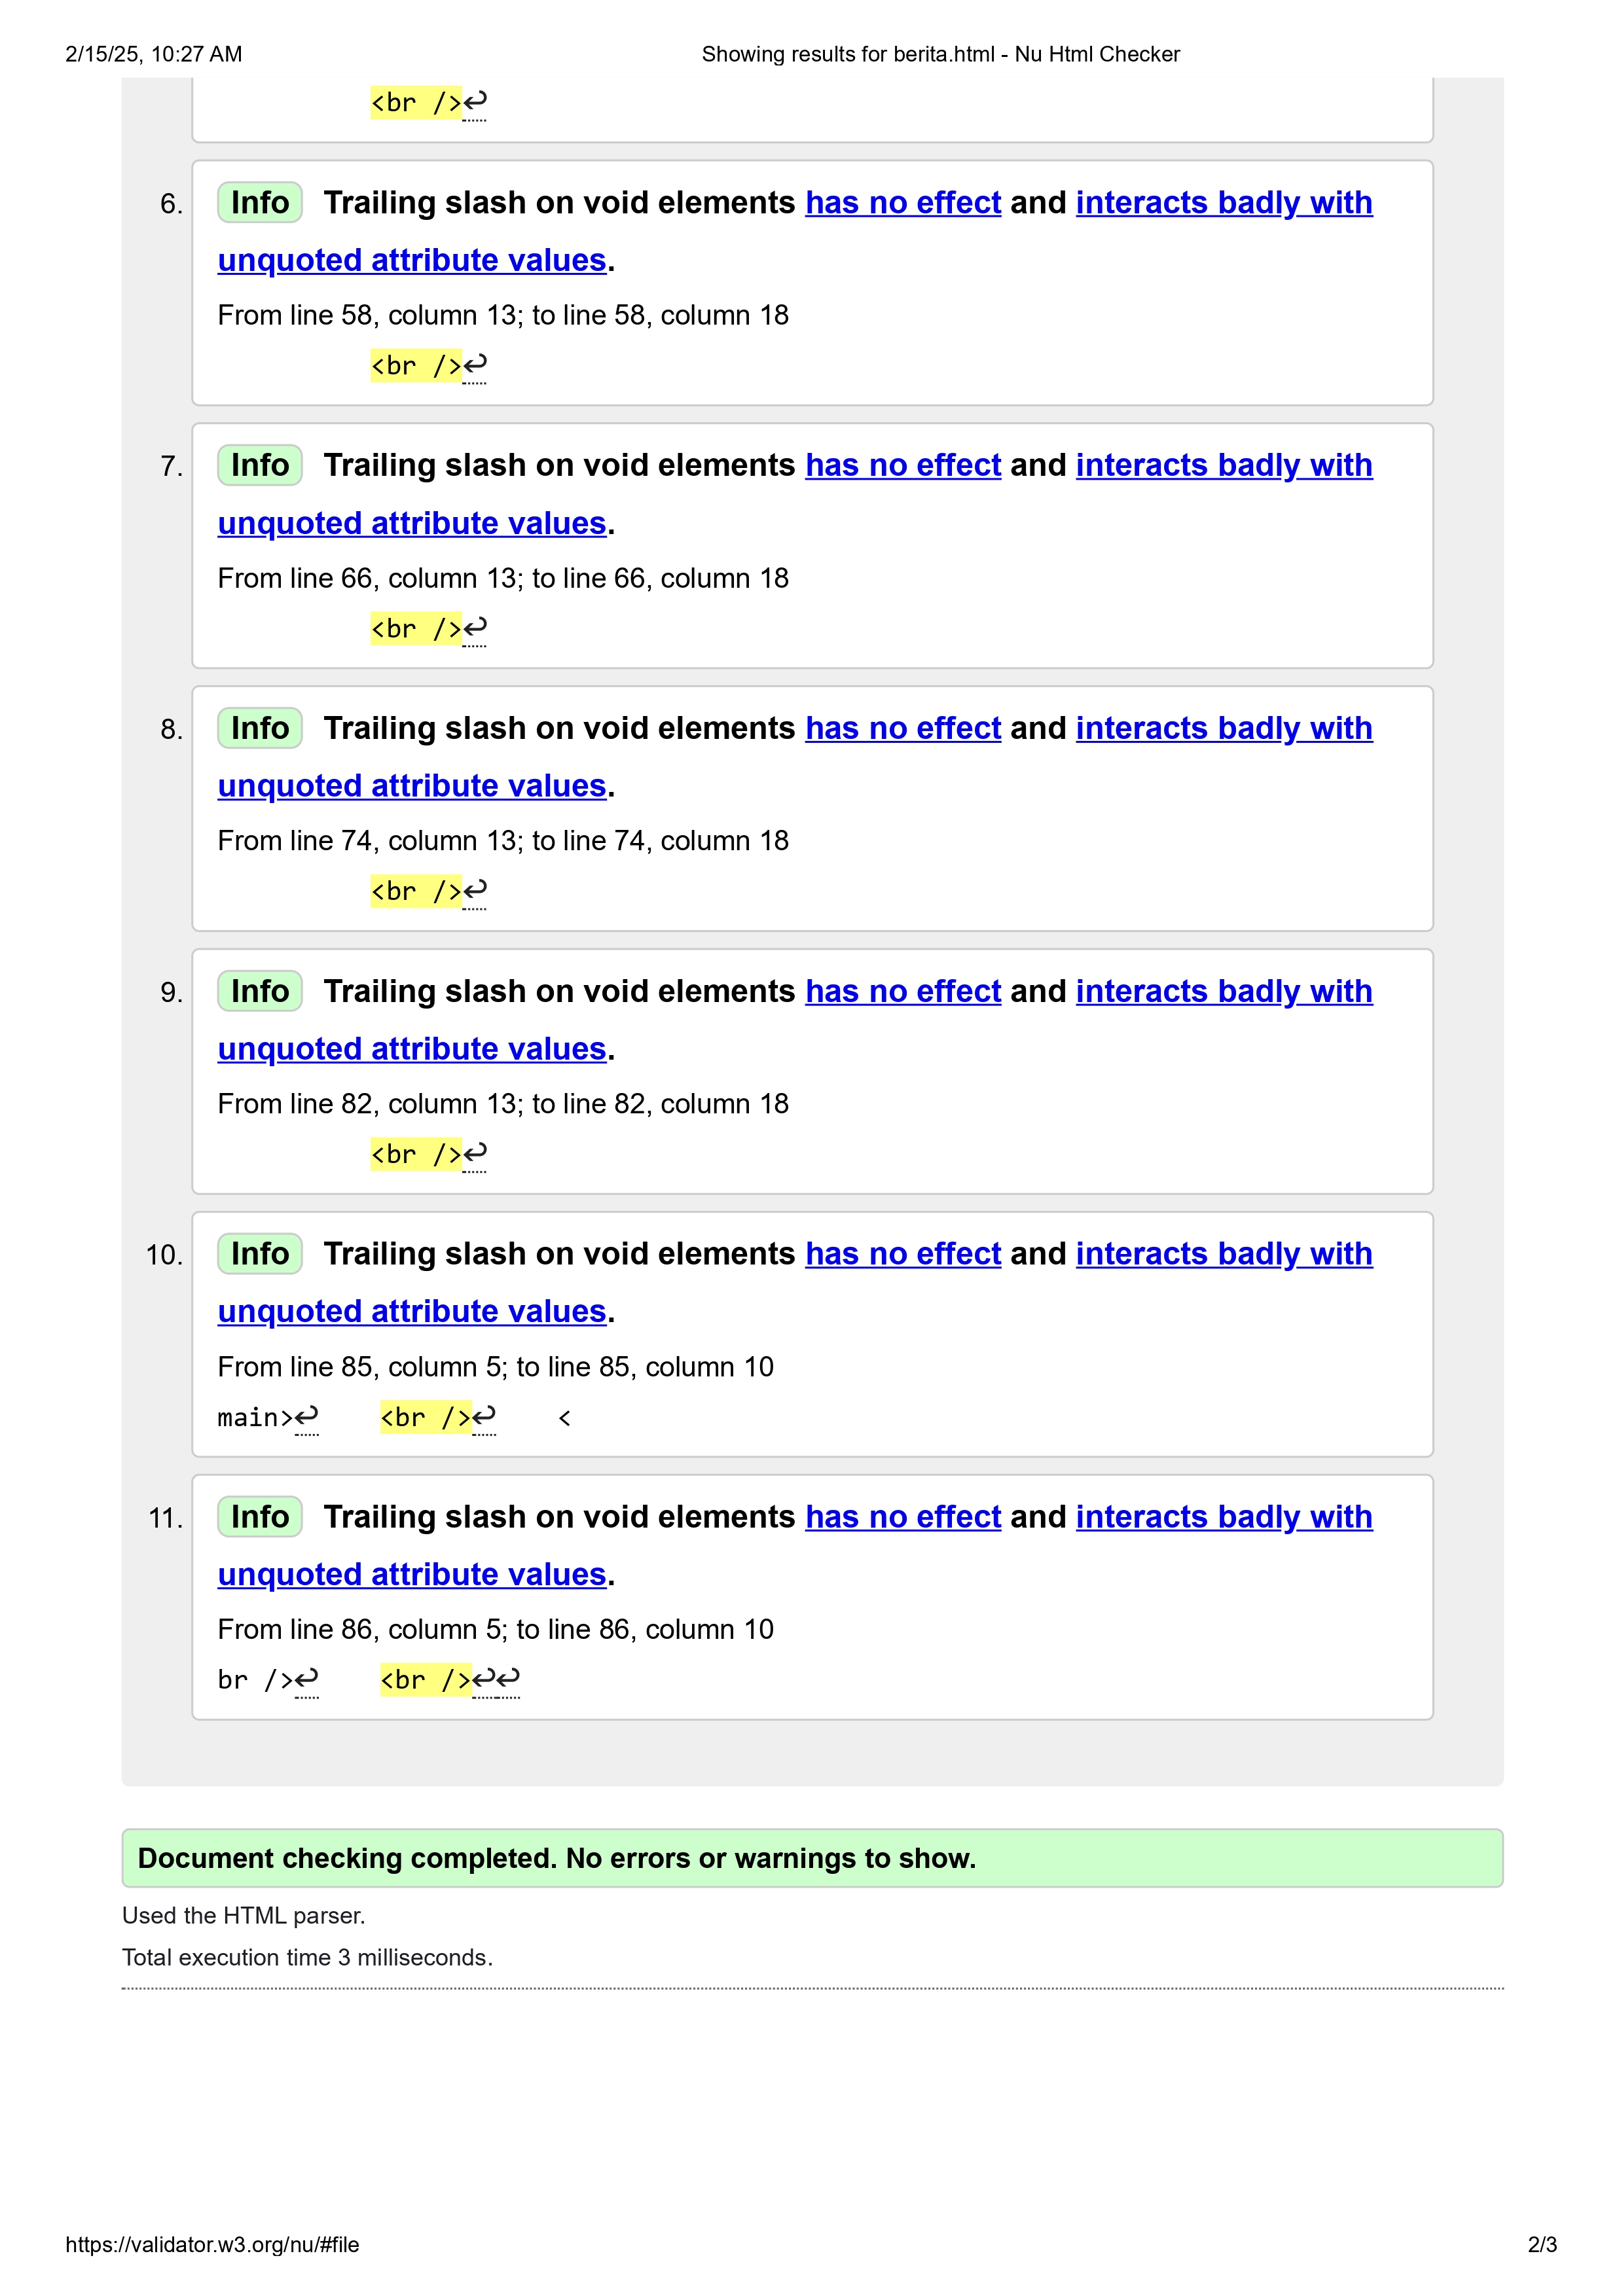 2/15/25, 10:27 AM Showing results for berita.html - Nu Html Checker
<br />↩
6. Info Trailing slash on void elements has no effect and interacts badly with
unquoted attribute values.
From line 58, column 13; to line 58, column 18
<br />↩
7. Info Trailing slash on void elements has no effect and interacts badly with
unquoted attribute values.
From line 66, column 13; to line 66, column 18
<br />↩
8. Info Trailing slash on void elements has no effect and interacts badly with
unquoted attribute values.
From line 74, column 13; to line 74, column 18
<br />↩
9. Info Trailing slash on void elements has no effect and interacts badly with
unquoted attribute values.
From line 82, column 13; to line 82, column 18
<br />↩
10. Info Trailing slash on void elements has no effect and interacts badly with
unquoted attribute values.
From line 85, column 5; to line 85, column 10
main>↩ <br />↩ <
11. Info Trailing slash on void elements has no effect and interacts badly with
unquoted attribute values.
From line 86, column 5; to line 86, column 10
br />↩ <br />↩↩
Document checking completed. No errors or warnings to show.
Used the HTML parser.
Total execution time 3 milliseconds.
https://validator.w3.org/nu/#file 2/3